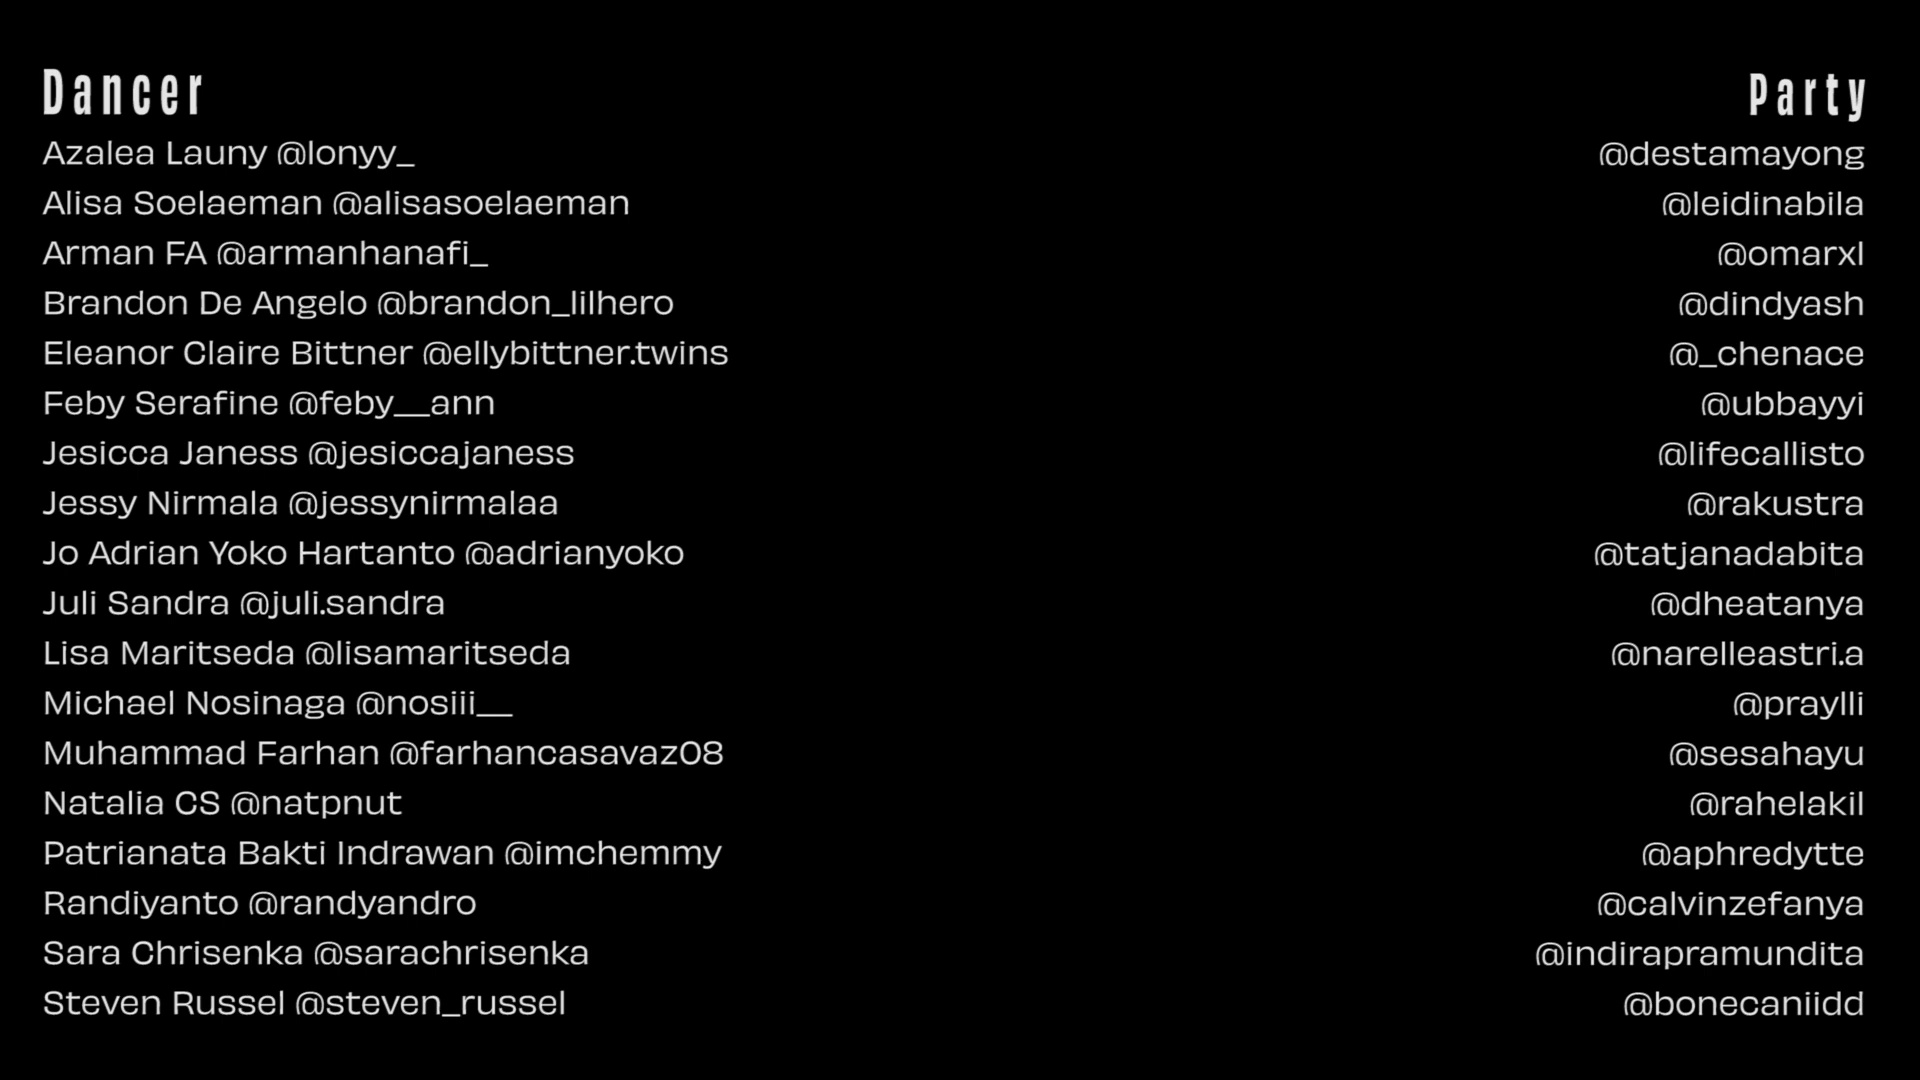 Dancer
Azalea Launy @lonyy_
Alisa Soelaeman @alisasoelaeman
Arman FA @armanhanafi_
Brandon De Angelo @brandon_lilhero
Eleanor Claire Bittner @ellybittner.twins
Feby Serafine @feby__ann
Jesicca Janess @jesiccajaness
Jessy Nirmala @jessynirmalaa
Jo Adrian Yoko Hartanto @adrianyoko
Juli Sandra @juli.sandra
Lisa Maritseda @lisamaritseda
Michael Nosinaga @nosiii__
Muhammad Farhan @farhancasavaz08
Natalia CS @natpnut
Patrianata Bakti Indrawan @imchemmy
Randiyanto @randyandro
Sara Chrisenka @sarachrisenka
Steven Russel @steven_russel
Party
@destamayong
@leidinabila
@omarxl
@dindyash
@_chenace
@ubbayyi
@lifecallisto
@rakustra
@tatjanadabita
@dheatanya
@narelleastri.a
@praylli
@sesahayu
@rahelakil
@aphredytte
@calvinzefanya
@indirapramundita
@bonecaniidd